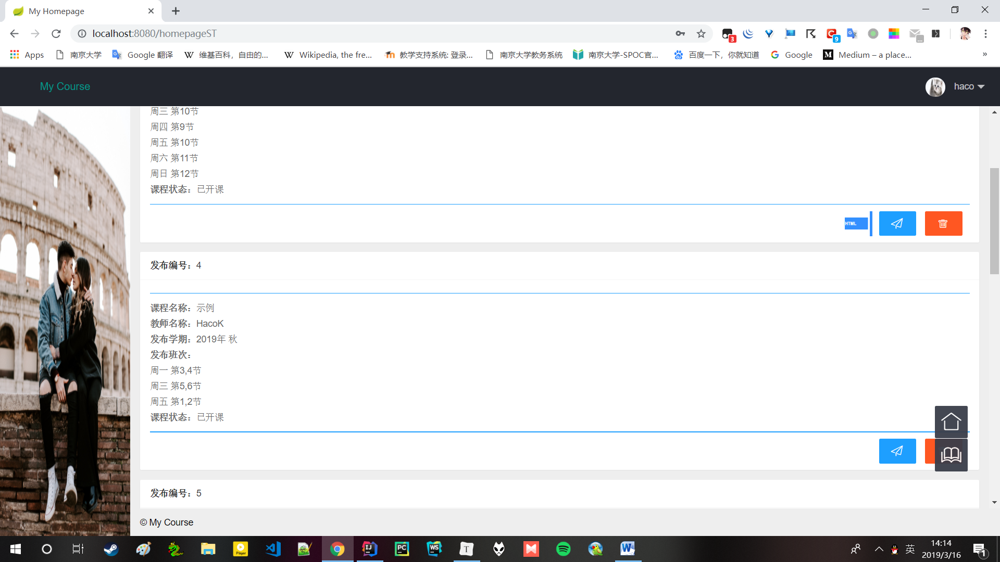 My Homepage
localhost:8080/homepageST
3
9
Apps
南京大学
Google 翻译
维基百科，自由的...
Wikipedia, the fre...
教学支持系统: 登录...
南京大学教务系统
南京大学-SPOC官...
百度一下，你就知道
Google
Medium – a place...
»
My Course
haco
周三 第10节
周四 第9节
周五 第10节
周六 第11节
周日 第12节
课程状态：已开课
HTML
发布编号：4
课程名称：示例
教师名称：HacoK
发布学期：2019年 秋
发布班次：
周一 第3,4节
周三 第5,6节
周五 第1,2节
课程状态：已开课
发布编号：5
© My Course
Player
IJ
PC
WS
T
W
英
14:14
2019/3/16
1